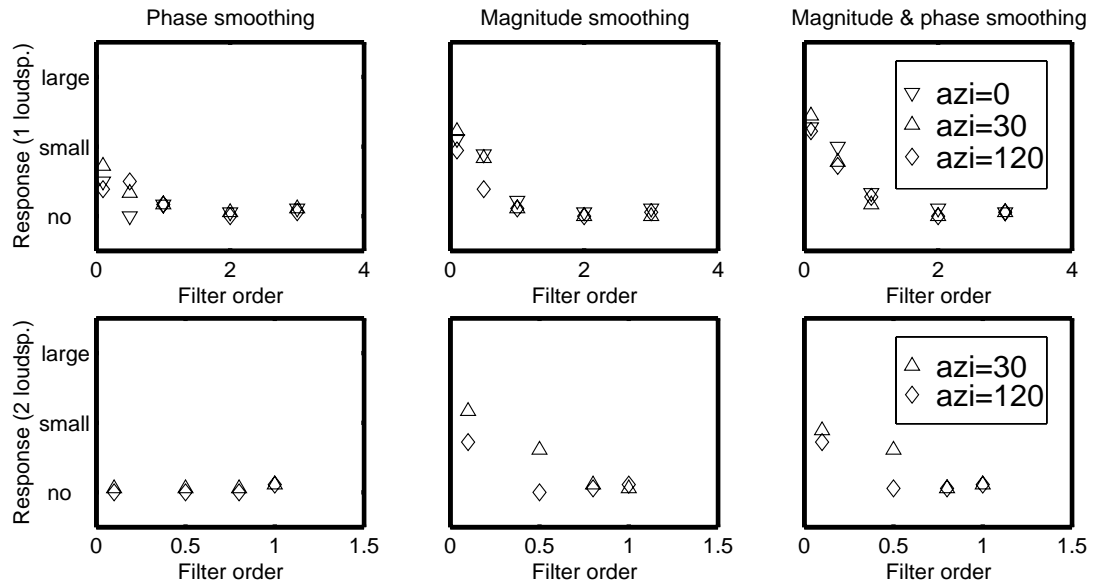 Phase smoothing
Magnitude smoothing
Magnitude & phase smoothing
Response (1 loudsp.)
large
small
no
0 2 4
Filter order
0 2 4
Filter order
azi=0
azi=30
azi=120
0 2 4
Filter order
Response (2 loudsp.)
large
small
no
0 0.5 1 1.5
Filter order
0 0.5 1 1.5
Filter order
azi=30
azi=120
0 0.5 1 1.5
Filter order